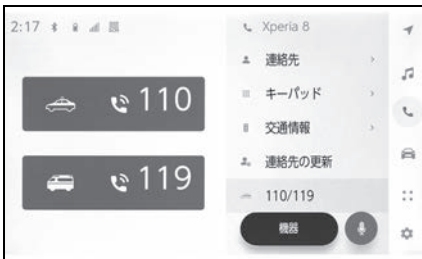 2:17
110
119
Xperia 8
連絡先
キーパッド
交通情報
連絡先の更新
110/119
機器